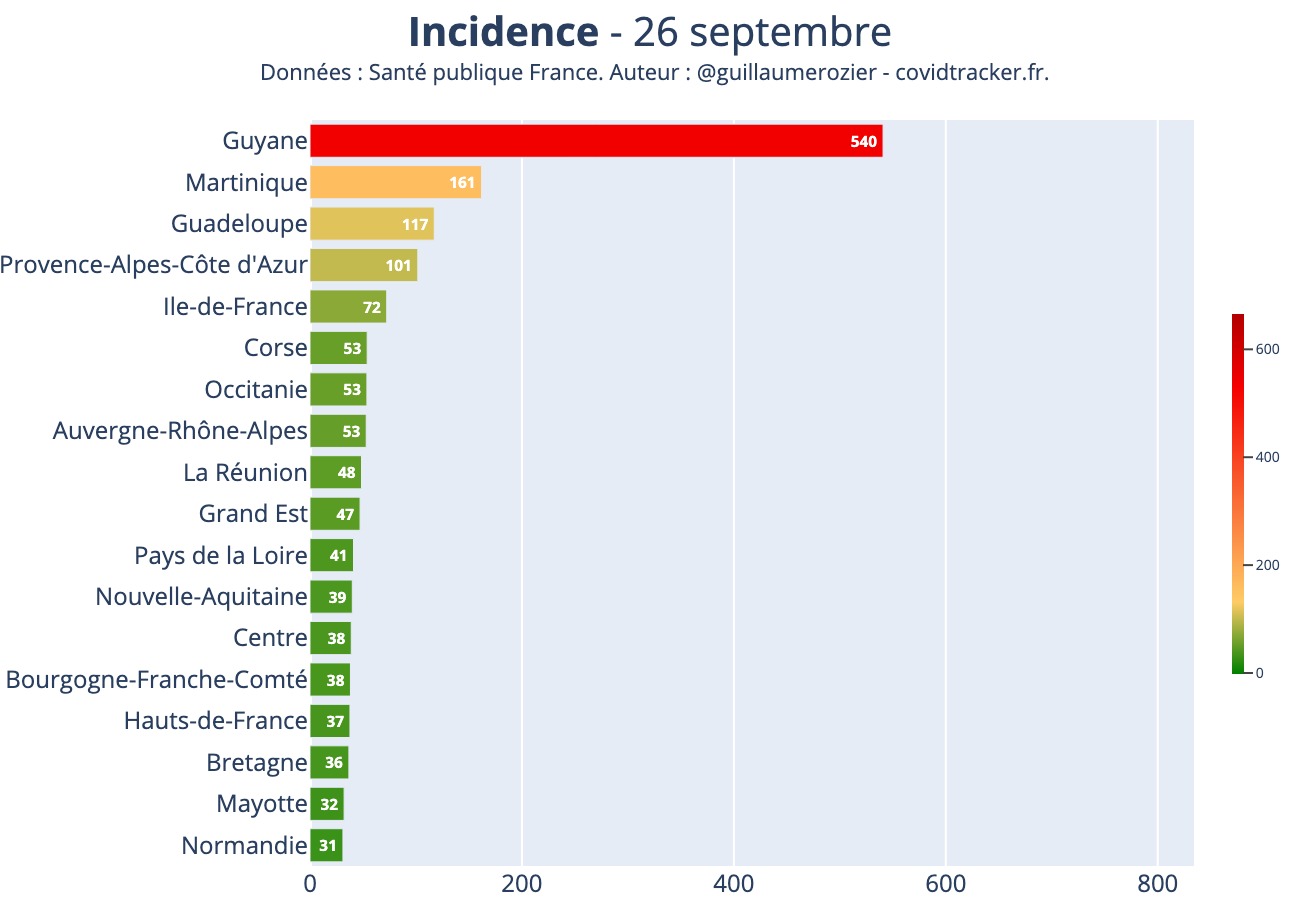 Incidence - 26 septembre
Données : Santé publique France. Auteur : @guillaumerozier - covidtracker.fr.
Guyane 540
Martinique 161
Guadeloupe 117
Provence-Alpes-Côte d'Azur 101
Ile-de-France 72
Corse 53
Occitanie 53
Auvergne-Rhône-Alpes 53
La Réunion 48
Grand Est 47
Pays de la Loire 41
Nouvelle-Aquitaine 39
Centre 38
Bourgogne-Franche-Comté 38
Hauts-de-France 37
Bretagne 36
Mayotte 32
Normandie 31
0 200 400 600 800
600
400
200
0